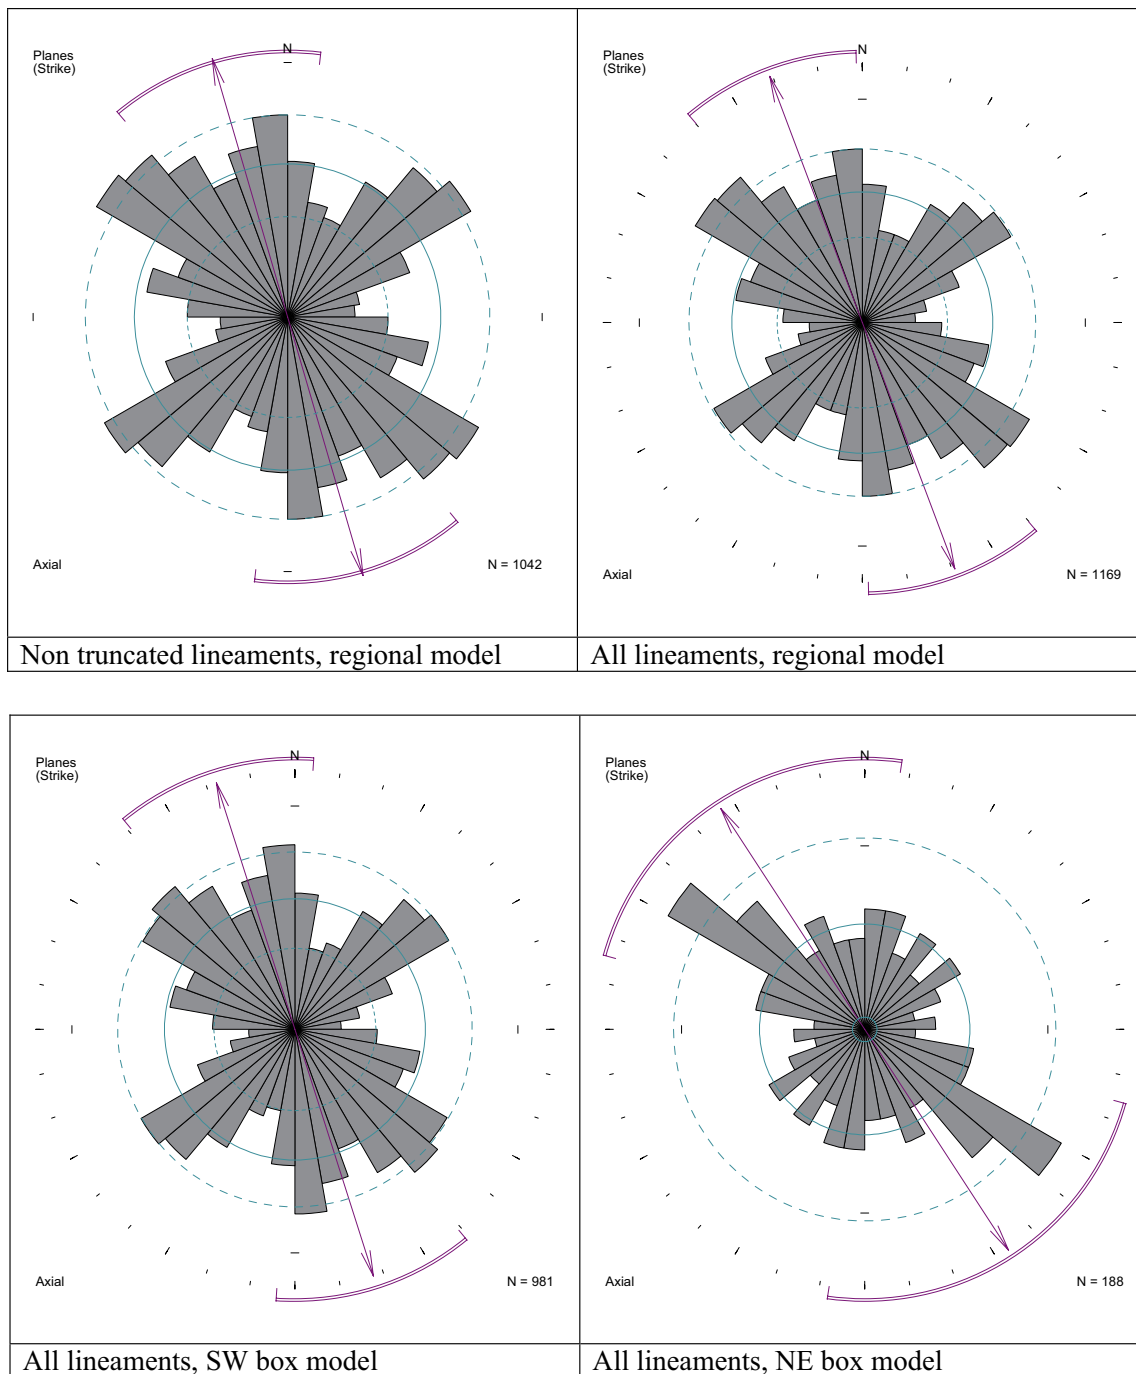 Planes
(Strike)
N
Axial
N = 1042
Planes
(Strike)
N
Axial
N = 1169
Non truncated lineaments, regional model
All lineaments, regional model
Planes
(Strike)
N
Axial
N = 981
Planes
(Strike)
N
Axial
N = 188
All lineaments, SW box model
All lineaments, NE box model